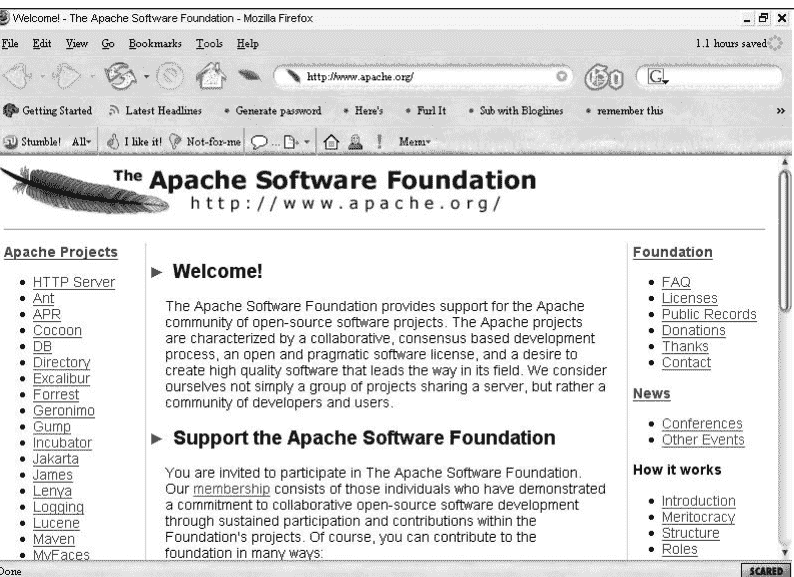 Welcome! - The Apache Software Foundation - Mozilla Firefox
File Edit View Go Bookmarks Tools Help
1.1 hours saved
http://www.apache.org/
G
Getting Started Latest Headlines Generate password Here's Furl It Sub with Bloglines remember this »
Stumble! All I like it! Not-for-me ... Menu
The Apache Software Foundation
http://www.apache.org/
Apache Projects
HTTP Server
Ant
APR
Cocoon
DB
Directory
Excalibur
Forrest
Geronimo
Gump
Incubator
Jakarta
James
Lenya
Logging
Lucene
Maven
MyFaces
Welcome!
The Apache Software Foundation provides support for the Apache
community of open-source software projects. The Apache projects
are characterized by a collaborative, consensus based development
process, an open and pragmatic software license, and a desire to
create high quality software that leads the way in its field. We consider
ourselves not simply a group of projects sharing a server, but rather a
community of developers and users.
Support the Apache Software Foundation
You are invited to participate in The Apache Software Foundation.
Our membership consists of those individuals who have demonstrated
a commitment to collaborative open-source software development
through sustained participation and contributions within the
Foundation's projects. Of course, you can contribute to the
foundation in many ways:
Foundation
FAQ
Licenses
Public Records
Donations
Thanks
Contact
News
Conferences
Other Events
How it works
Introduction
Meritocracy
Structure
Roles
Done
SCARED